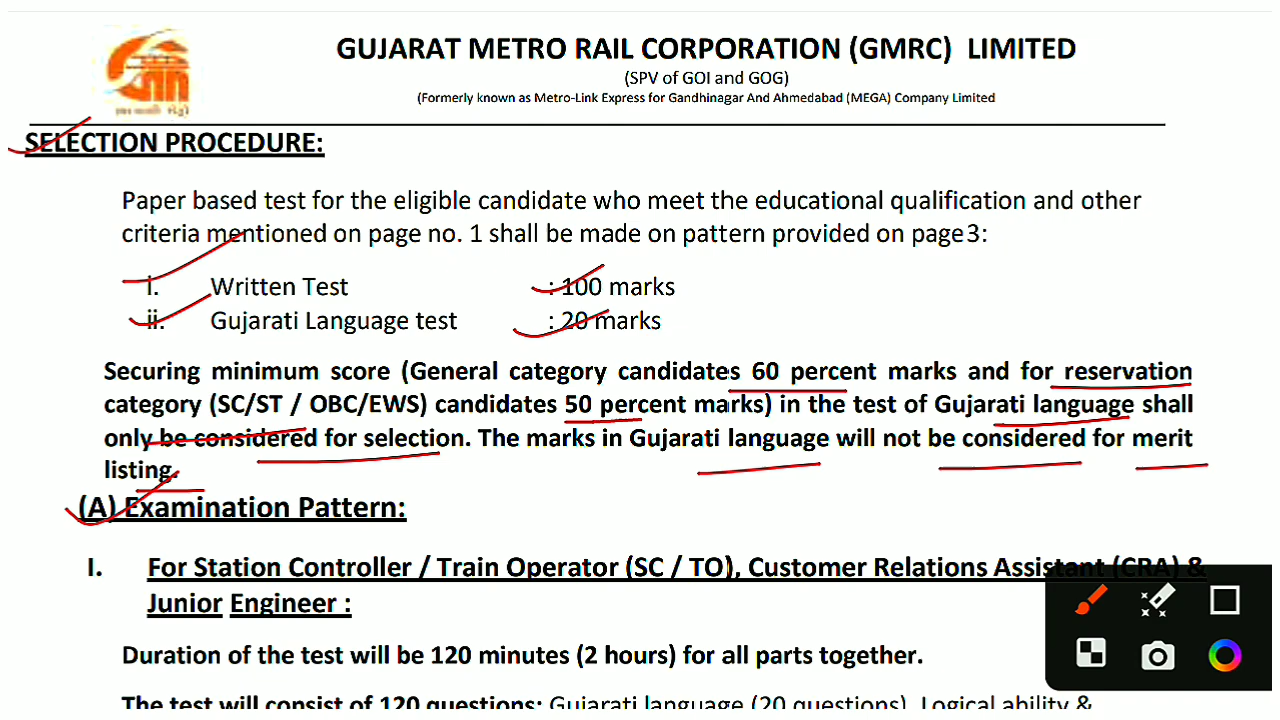 GUJARAT METRO RAIL CORPORATION (GMRC) LIMITED
(SPV of GOI and GOG)
(Formerly known as Metro-Link Express for Gandhinagar And Ahmedabad (MEGA) Company Limited
SELECTION PROCEDURE:
Paper based test for the eligible candidate who meet the educational qualification and other
criteria mentioned on page no. 1 shall be made on pattern provided on page 3:
i. Written Test : 100 marks
ii. Gujarati Language test : 20 marks
Securing minimum score (General category candidates 60 percent marks and for reservation
category (SC/ST / OBC/EWS) candidates 50 percent marks) in the test of Gujarati language shall
only be considered for selection. The marks in Gujarati language will not be considered for merit
listing.
(A) Examination Pattern:
I. For Station Controller / Train Operator (SC / TO), Customer Relations Assistant (CRA) &
Junior Engineer :
Duration of the test will be 120 minutes (2 hours) for all parts together.
The test will consist of 120 questions: Gujarati language (20 questions), Logical ability &